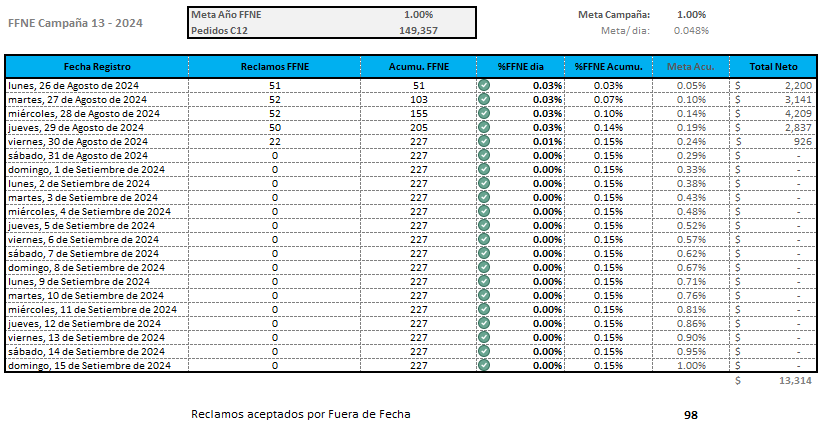 FFNE Campaña 13 - 2024
Meta Año FFNE 1.00%
Pedidos C12 149,357
Meta Campaña: 1.00%
Meta/ dia: 0.048%
Fecha Registro Reclamos FFNE Acumu. FFNE %FFNE dia %FFNE Acumu. Meta Acu. Total Neto
lunes, 26 de Agosto de 2024 51 51 0.03% 0.03% 0.05% $ 2,200
martes, 27 de Agosto de 2024 52 103 0.03% 0.07% 0.10% $ 3,141
miércoles, 28 de Agosto de 2024 52 155 0.03% 0.10% 0.14% $ 4,209
jueves, 29 de Agosto de 2024 50 205 0.03% 0.14% 0.19% $ 2,837
viernes, 30 de Agosto de 2024 22 227 0.01% 0.15% 0.24% $ 926
sábado, 31 de Agosto de 2024 0 227 0.00% 0.15% 0.29% $ -
domingo, 1 de Setiembre de 2024 0 227 0.00% 0.15% 0.33% $ -
lunes, 2 de Setiembre de 2024 0 227 0.00% 0.15% 0.38% $ -
martes, 3 de Setiembre de 2024 0 227 0.00% 0.15% 0.43% $ -
miércoles, 4 de Setiembre de 2024 0 227 0.00% 0.15% 0.48% $ -
jueves, 5 de Setiembre de 2024 0 227 0.00% 0.15% 0.52% $ -
viernes, 6 de Setiembre de 2024 0 227 0.00% 0.15% 0.57% $ -
sábado, 7 de Setiembre de 2024 0 227 0.00% 0.15% 0.62% $ -
domingo, 8 de Setiembre de 2024 0 227 0.00% 0.15% 0.67% $ -
lunes, 9 de Setiembre de 2024 0 227 0.00% 0.15% 0.71% $ -
martes, 10 de Setiembre de 2024 0 227 0.00% 0.15% 0.76% $ -
miércoles, 11 de Setiembre de 2024 0 227 0.00% 0.15% 0.81% $ -
jueves, 12 de Setiembre de 2024 0 227 0.00% 0.15% 0.86% $ -
viernes, 13 de Setiembre de 2024 0 227 0.00% 0.15% 0.90% $ -
sábado, 14 de Setiembre de 2024 0 227 0.00% 0.15% 0.95% $ -
domingo, 15 de Setiembre de 2024 0 227 0.00% 0.15% 1.00% $ -
$ 13,314
Reclamos aceptados por Fuera de Fecha 98